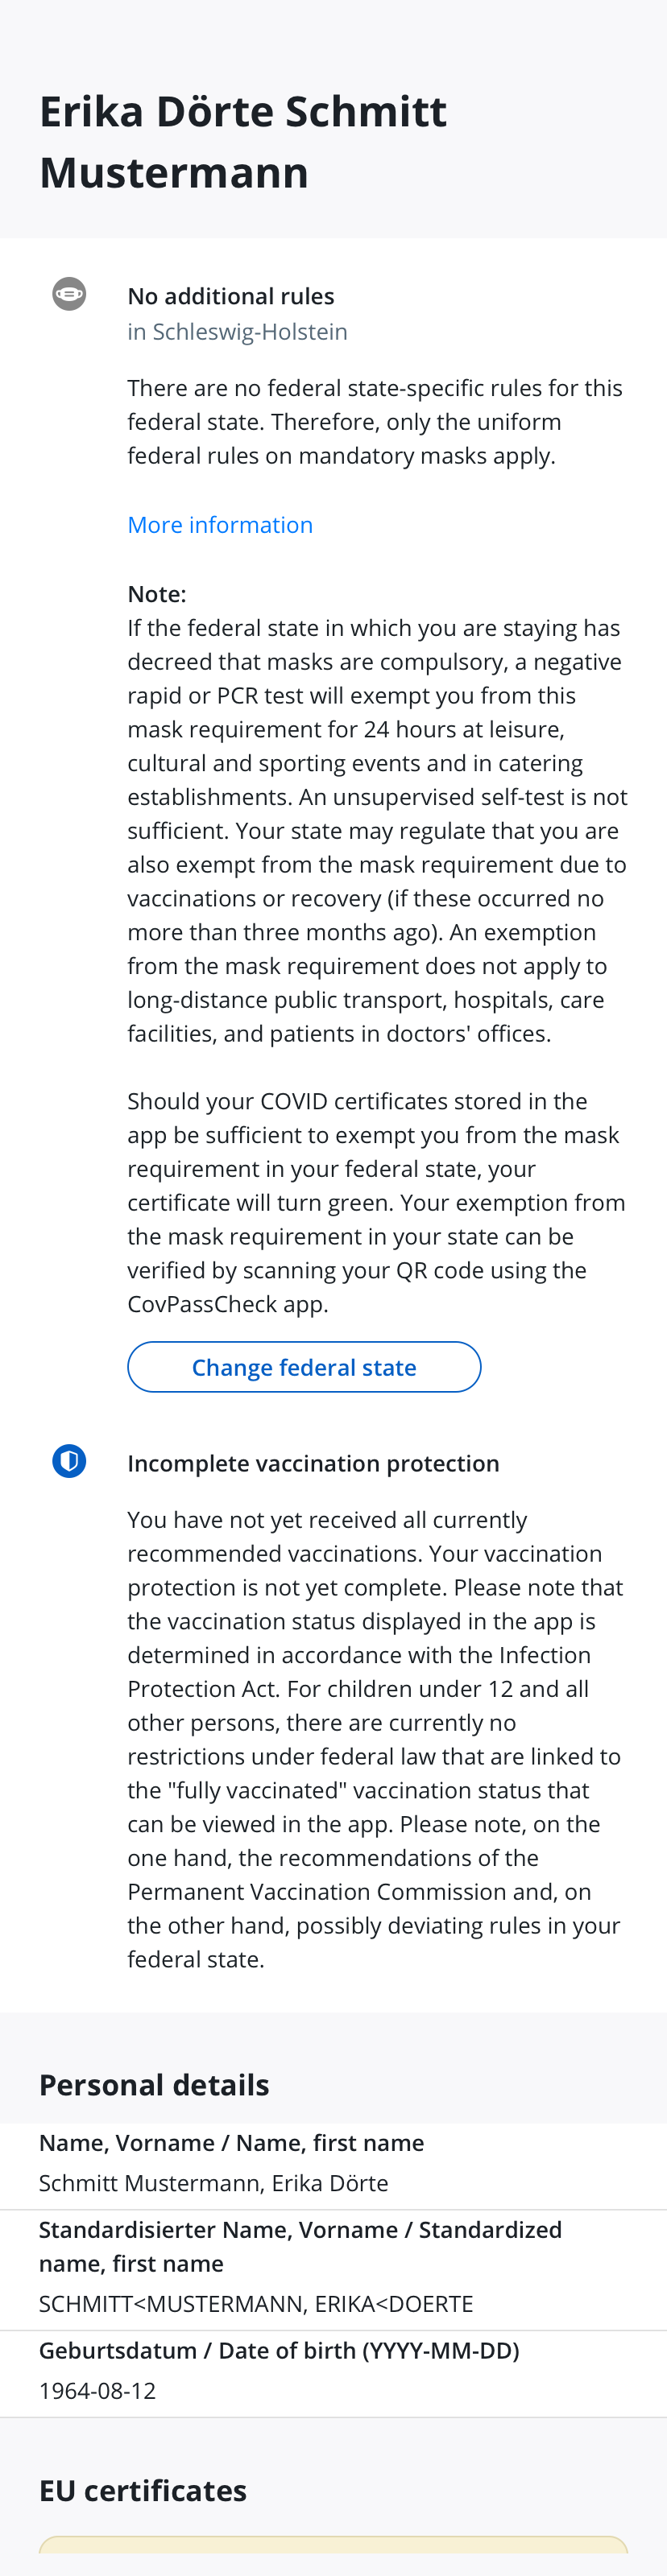 Erika Dörte Schmitt
Mustermann
No additional rules
in Schleswig-Holstein
There are no federal state-specific rules for this
federal state. Therefore, only the uniform
federal rules on mandatory masks apply.
More information
Note:
If the federal state in which you are staying has
decreed that masks are compulsory, a negative
rapid or PCR test will exempt you from this
mask requirement for 24 hours at leisure,
cultural and sporting events and in catering
establishments. An unsupervised self-test is not
sufficient. Your state may regulate that you are
also exempt from the mask requirement due to
vaccinations or recovery (if these occurred no
more than three months ago). An exemption
from the mask requirement does not apply to
long-distance public transport, hospitals, care
facilities, and patients in doctors' offices.
Should your COVID certificates stored in the
app be sufficient to exempt you from the mask
requirement in your federal state, your
certificate will turn green. Your exemption from
the mask requirement in your state can be
verified by scanning your QR code using the
CovPassCheck app.
Change federal state
Incomplete vaccination protection
You have not yet received all currently
recommended vaccinations. Your vaccination
protection is not yet complete. Please note that
the vaccination status displayed in the app is
determined in accordance with the Infection
Protection Act. For children under 12 and all
other persons, there are currently no
restrictions under federal law that are linked to
the "fully vaccinated" vaccination status that
can be viewed in the app. Please note, on the
one hand, the recommendations of the
Permanent Vaccination Commission and, on
the other hand, possibly deviating rules in your
federal state.
Personal details
Name, Vorname / Name, first name
Schmitt Mustermann, Erika Dörte
Standardisierter Name, Vorname / Standardized
name, first name
SCHMITT<MUSTERMANN, ERIKA<DOERTE
Geburtsdatum / Date of birth (YYYY-MM-DD)
1964-08-12
EU certificates